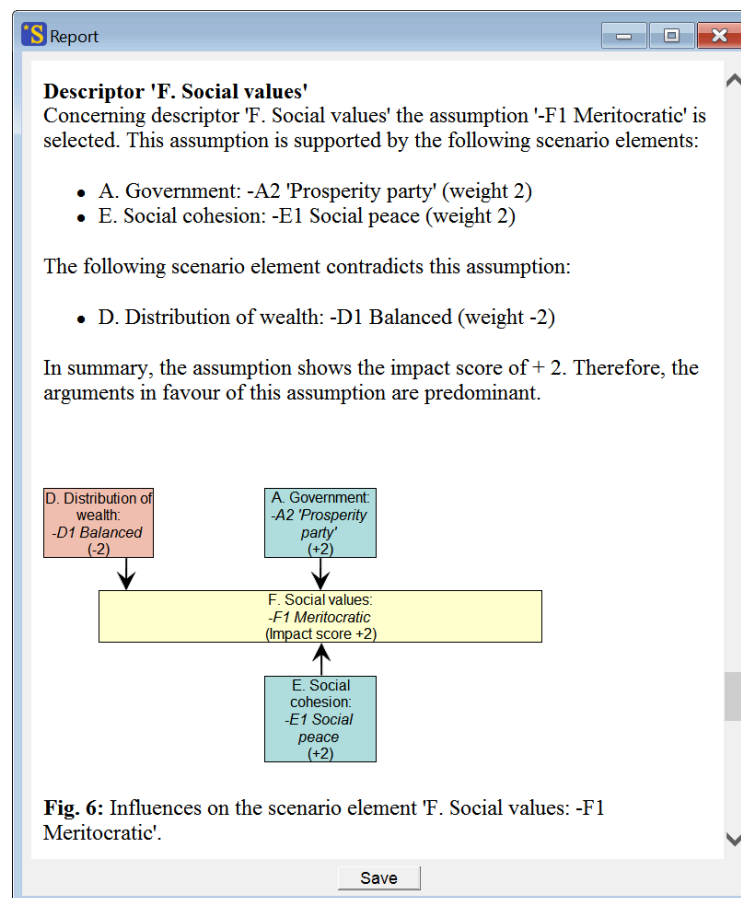 Report
Descriptor 'F. Social values'
Concerning descriptor 'F. Social values' the assumption '-F1 Meritocratic' is
selected. This assumption is supported by the following scenario elements:
• A. Government: -A2 'Prosperity party' (weight 2)
• E. Social cohesion: -E1 Social peace (weight 2)
The following scenario element contradicts this assumption:
• D. Distribution of wealth: -D1 Balanced (weight -2)
In summary, the assumption shows the impact score of + 2. Therefore, the
arguments in favour of this assumption are predominant.
D. Distribution of
wealth:
-D1 Balanced
(-2)
A. Government:
-A2 'Prosperity
party'
(+2)
F. Social values:
-F1 Meritocratic
(Impact score +2)
E. Social
cohesion:
-E1 Social
peace
(+2)
Fig. 6: Influences on the scenario element 'F. Social values: -F1
Meritocratic'.
Save